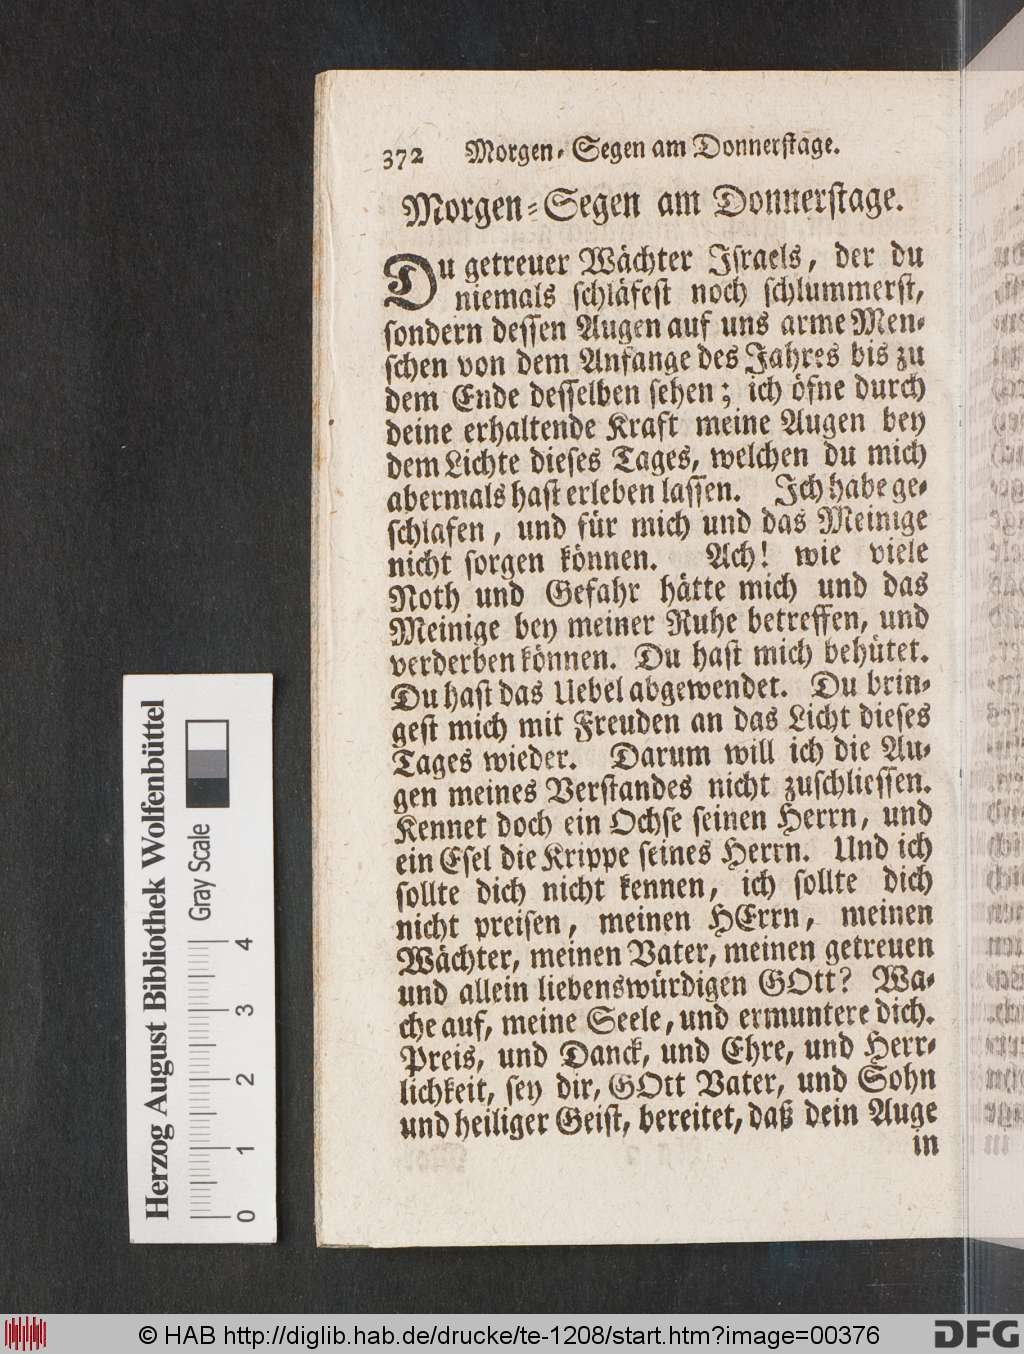 372 Morgen-Segen am Donnerstage.
Morgen-Segen am Donnerstage.
Du getreuer Wächter Israels, der du
niemals schläfest noch schlummerst,
sondern dessen Augen auf uns arme Men-
schen von dem Anfange des Jahres bis zu
dem Ende desselben sehen; ich öfne durch
deine erhaltende Kraft meine Augen bey
dem Lichte dieses Tages, welchen du mich
abermals hast erleben lassen. Ich habe ge-
schlafen, und für mich und das Meinige
nicht sorgen können. Ach! wie viele
Noth und Gefahr hätte mich und das
Meinige bey meiner Ruhe betreffen, und
verderben können. Du hast mich behütet.
Du hast das Uebel abgewendet. Du brin-
gest mich mit Freuden an das Licht dieses
Tages wieder. Darum will ich die Au-
gen meines Verstandes nicht zuschliessen.
Kennet doch ein Ochse seinen Herrn, und
ein Esel die Krippe seines Herrn. Und ich
sollte dich nicht kennen, ich sollte dich
nicht preisen, meinen HErrn, meinen
Wächter, meinen Vater, meinen getreuen
und allein liebenswürdigen GOtt? Wa-
che auf, meine Seele, und ermuntere dich.
Preis, und Danck, und Ehre, und Herr-
lichkeit, sey dir, GOtt Vater, und Sohn
und heiliger Geist, bereitet, daß dein Auge
in
Herzog August Bibliothek Wolfenbüttel
Gray Scale
0 1 2 3 4
© HAB http://diglib.hab.de/drucke/te-1208/start.htm?image=00376
DFG